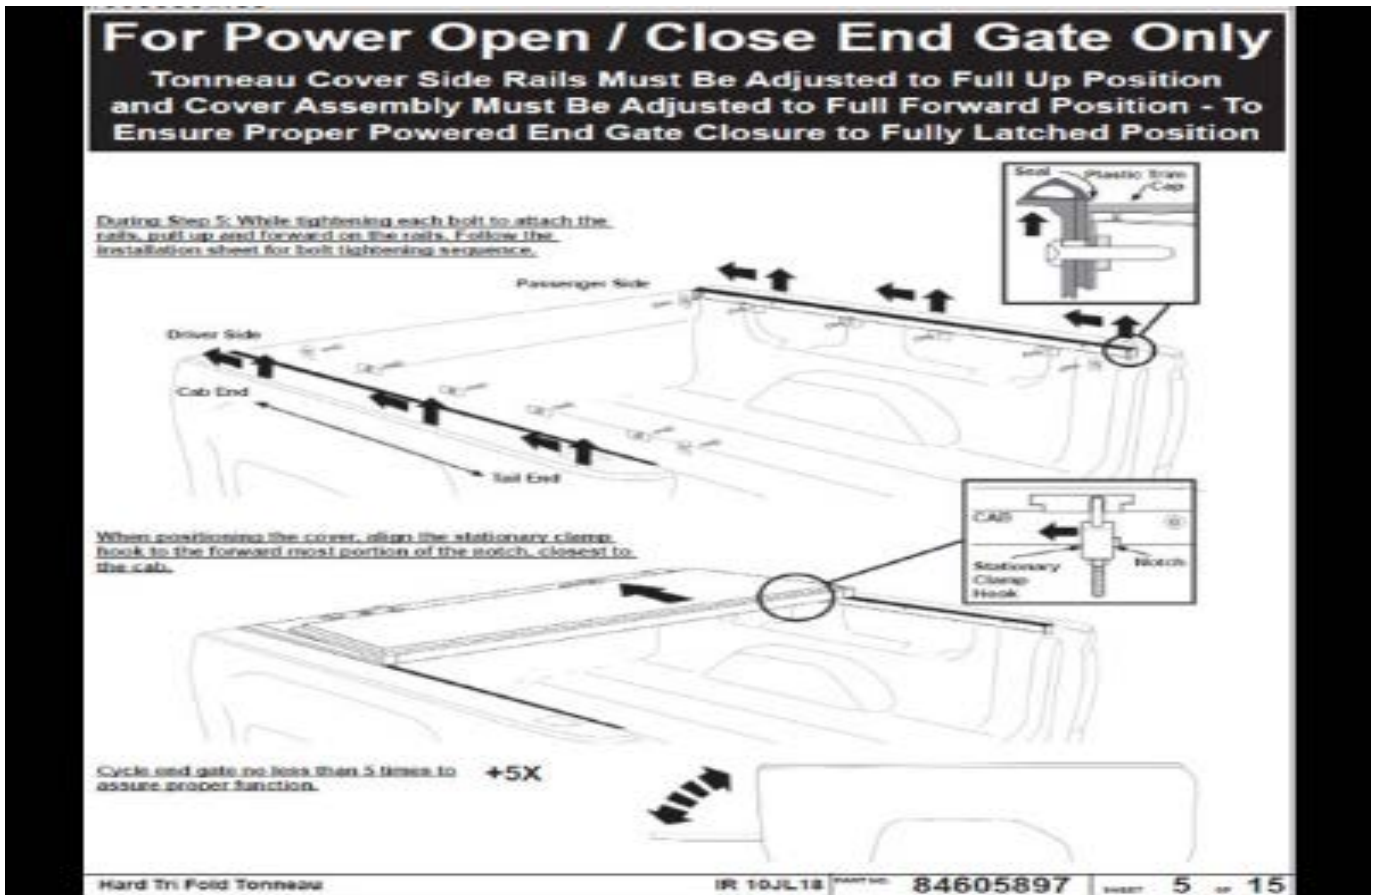 For Power Open / Close End Gate Only
Tonneau Cover Side Rails Must Be Adjusted to Full Up Position
and Cover Assembly Must Be Adjusted to Full Forward Position - To
Ensure Proper Powered End Gate Closure to Fully Latched Position
Seal
Plastic Trim
Cap
During Step 5: While tightening each bolt to attach the
rails, pull up and forward on the rails. Follow the
installation sheet for bolt tightening sequence.
Passenger Side
Driver Side
Cab End
Tail End
When positioning the cover, align the stationary clamp
hook to the forward most portion of the notch, closest to
the cab.
CAB
Stationary
Clamp
Hook
Notch
Cycle end gate no less than 5 times to
assure proper function.
+5X
Hard Tri Fold Tonneau
IR 10JL18
PART NO.
84605897
SHEET
5
OF
15